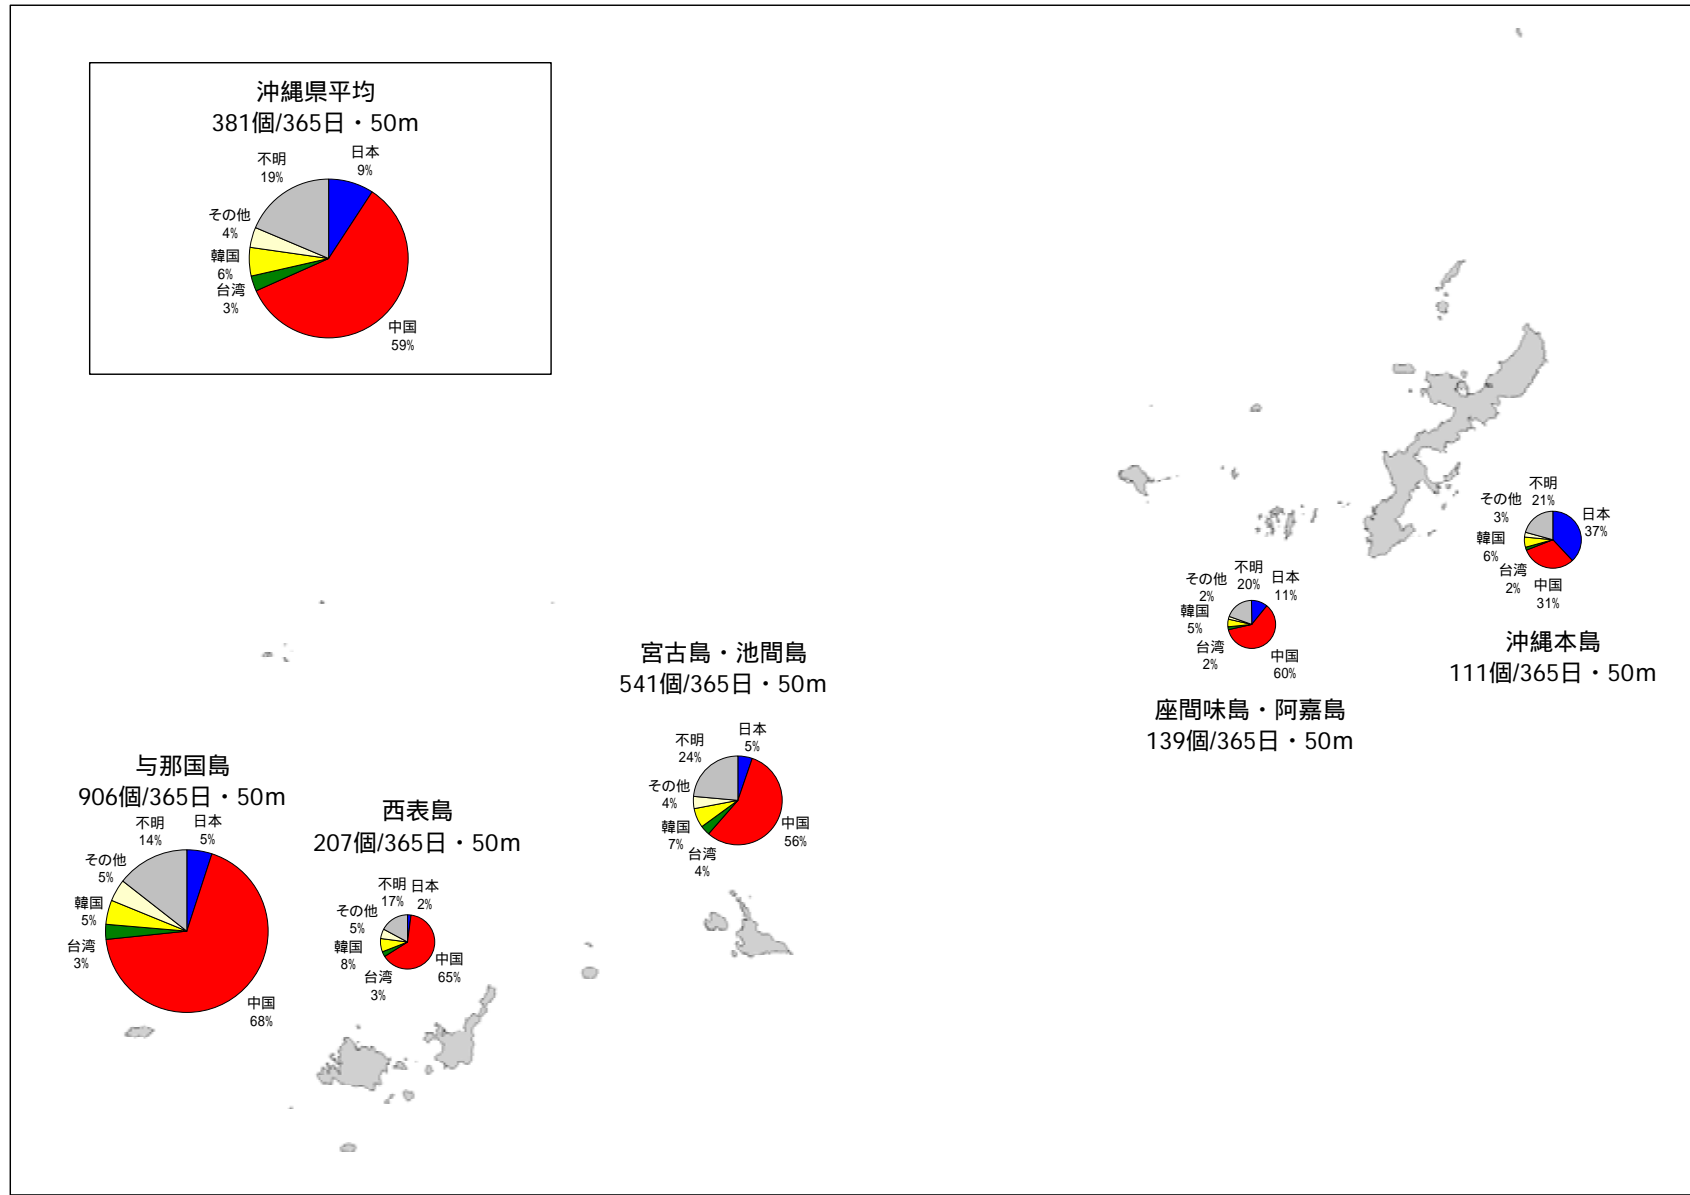 沖縄県平均
381個/365日・50m
不明
19%
日本
9%
その他
4%
韓国
6%
台湾
3%
中国
59%
不明
21%
その他
3%
日本
37%
韓国
6%
台湾
2%
中国
31%
沖縄本島
111個/365日・50m
不明
20%
日本
11%
その他
2%
韓国
5%
台湾
2%
中国
60%
座間味島・阿嘉島
139個/365日・50m
宮古島・池間島
541個/365日・50m
日本
5%
不明
24%
その他
4%
韓国
7%
台湾
4%
中国
56%
与那国島
906個/365日・50m
不明
14%
日本
5%
その他
5%
韓国
5%
台湾
3%
中国
68%
西表島
207個/365日・50m
不明
17%
日本
2%
その他
5%
韓国
8%
台湾
3%
中国
65%